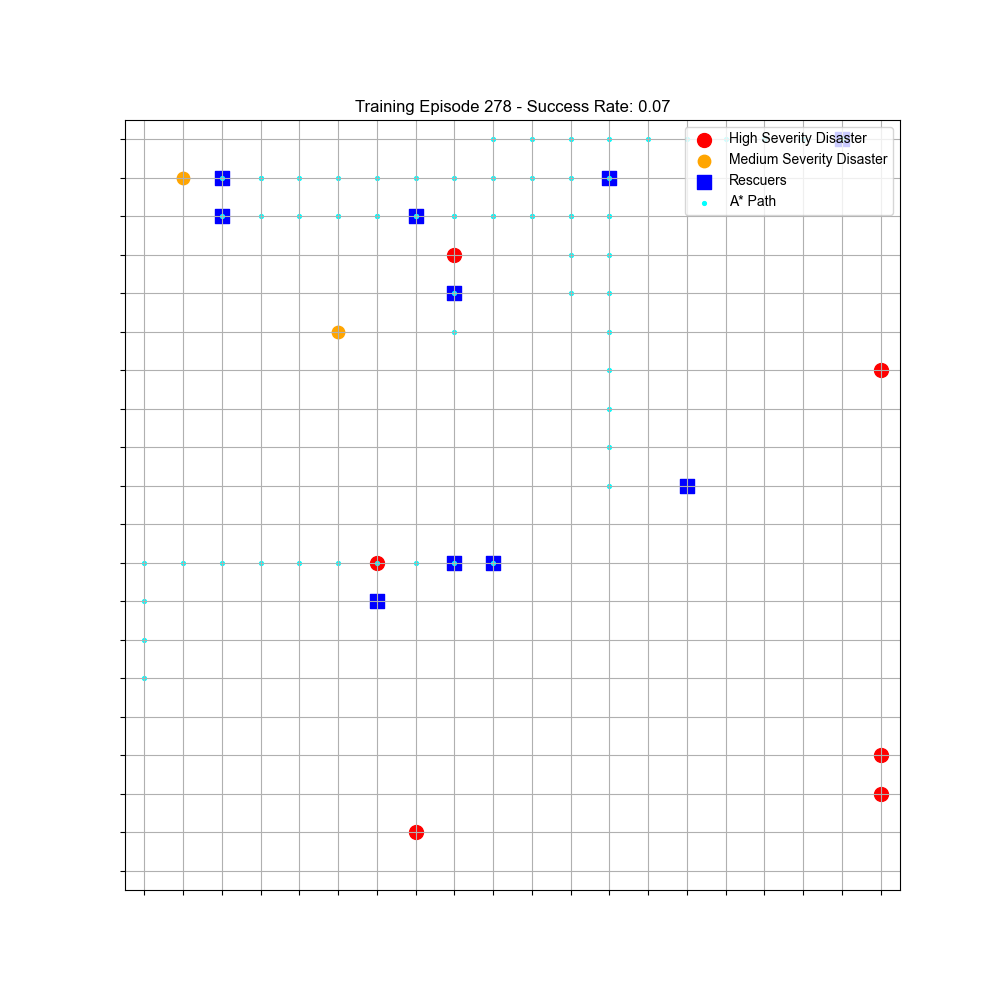 Training Episode 278 - Success Rate: 0.07
High Severity Disaster
Medium Severity Disaster
Rescuers
A* Path